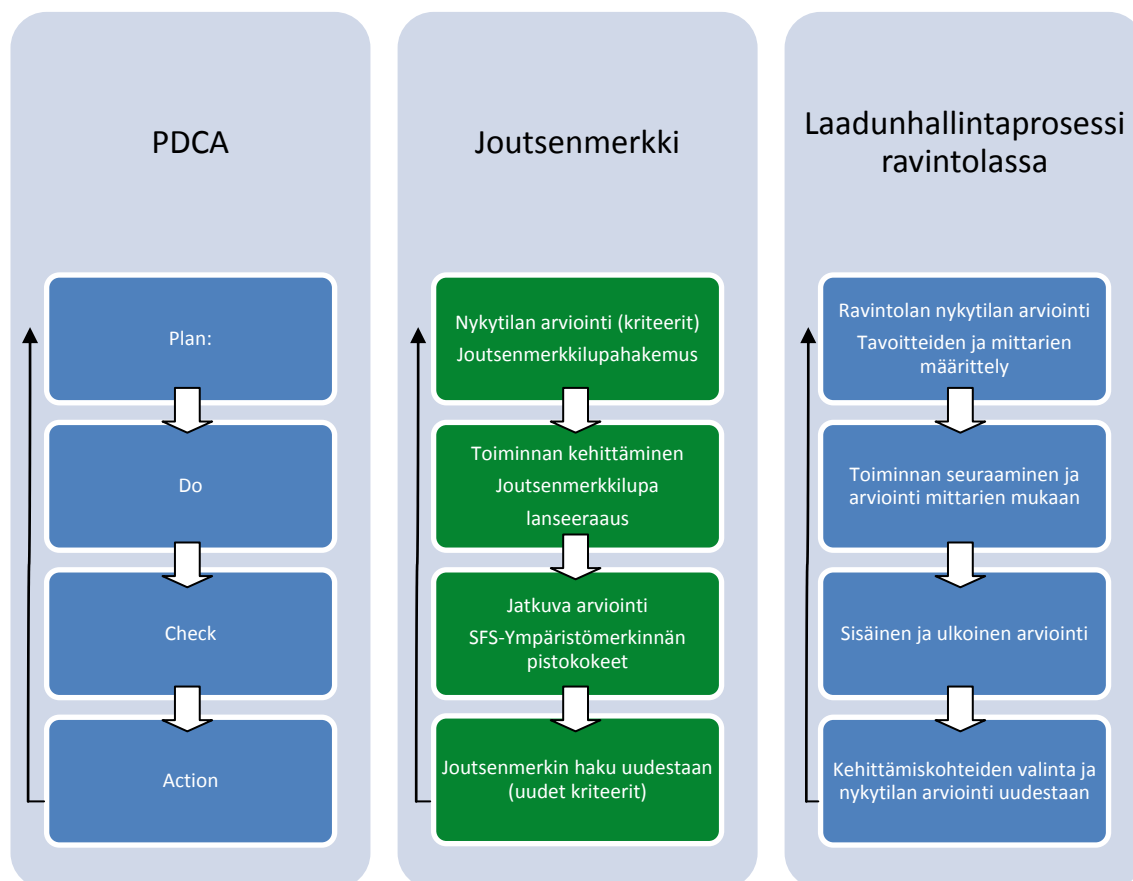 PDCA
Plan:
Do
Check
Action
Joutsenmerkki
Nykytilan arviointi (kriteerit)
Joutsenmerkkilupahakemus
Toiminnan kehittäminen
Joutsenmerkkilupa
lanseeraaus
Jatkuva arviointi
SFS-Ympäristömerkinnän
pistokokeet
Joutsenmerkin haku uudestaan
(uudet kriteerit)
Laadunhallintaprosessi
ravintolassa
Ravintolan nykytilan arviointi
Tavoitteiden ja mittarien
määrittely
Toiminnan seuraaminen ja
arviointi mittarien mukaan
Sisäinen ja ulkoinen arviointi
Kehittämiskohteiden valinta ja
nykytilan arviointi uudestaan